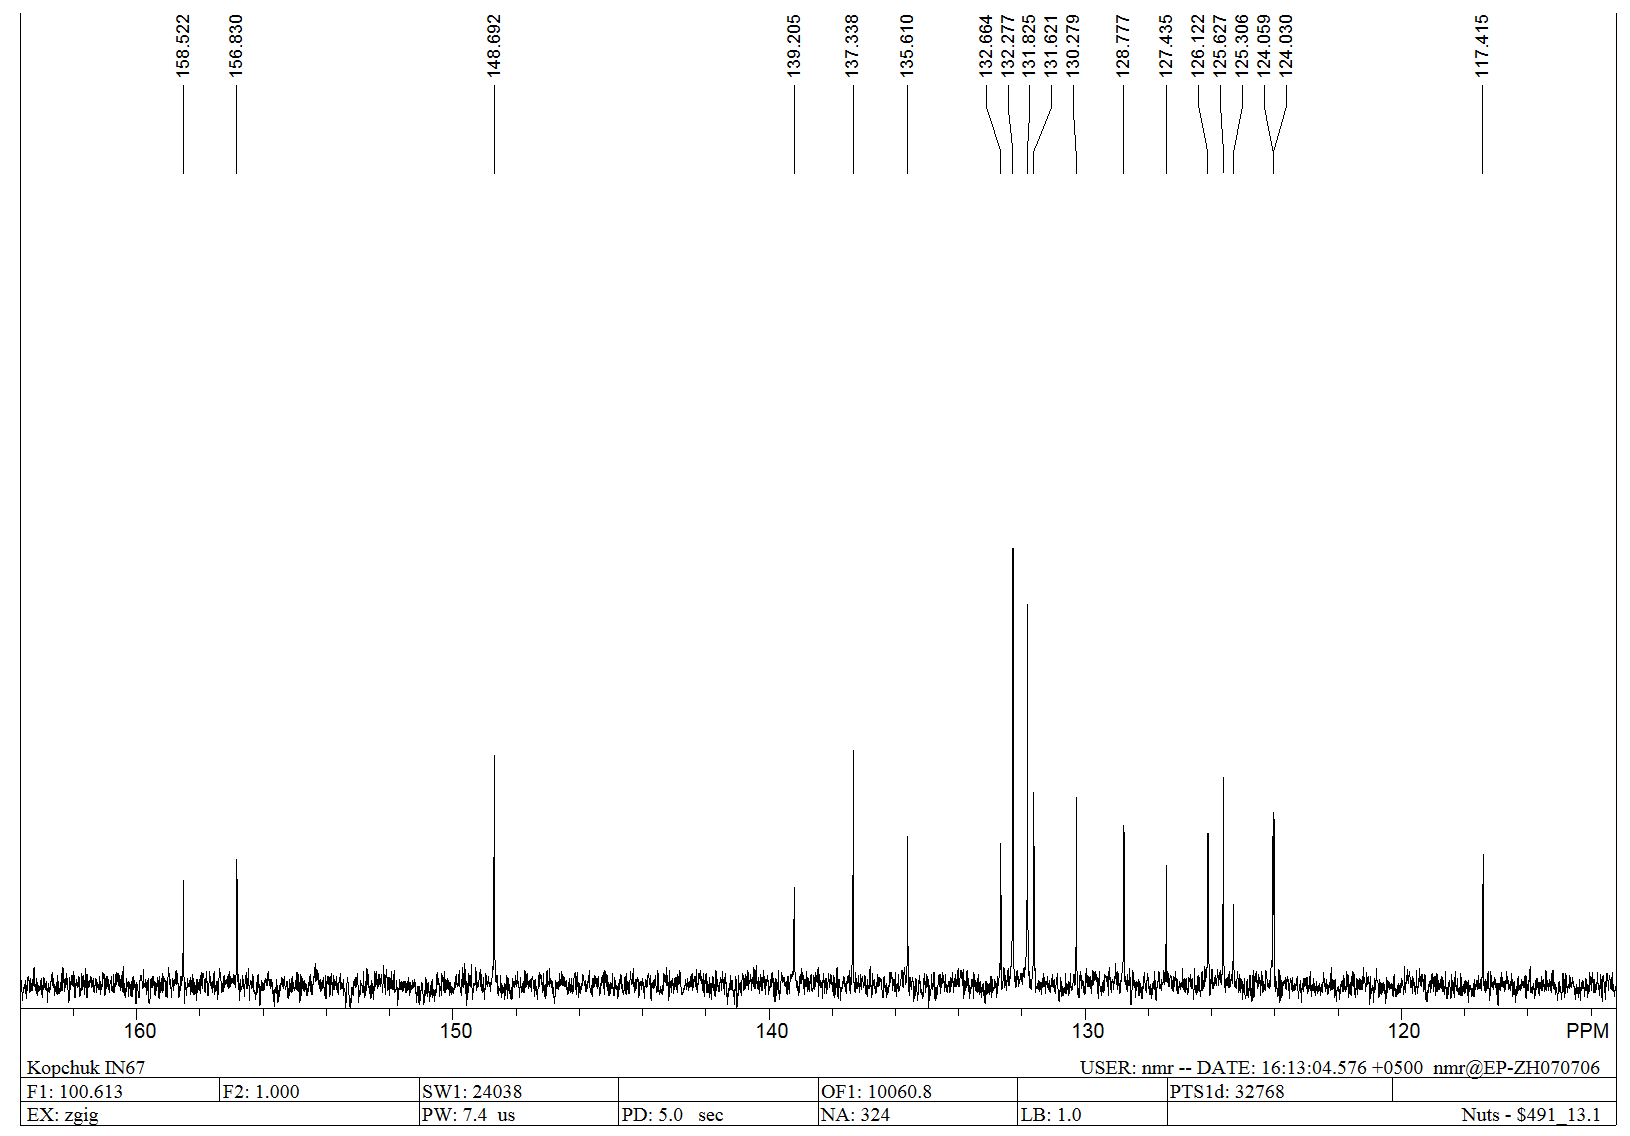 158.522 156.830 148.692 139.205 137.338 135.610 132.664 132.277 131.825 131.621 130.279 128.777 127.435 126.122 125.627 125.306 124.059 124.030 117.415
160 150 140 130 120 PPM
Kopchuk IN67 USER: nmr -- DATE: 16:13:04.576 +0500 nmr@EP-ZH070706
F1: 100.613 F2: 1.000 SW1: 24038 OF1: 10060.8 PTS1d: 32768
EX: zgig PW: 7.4 us PD: 5.0 sec NA: 324 LB: 1.0 Nuts - $491_13.1